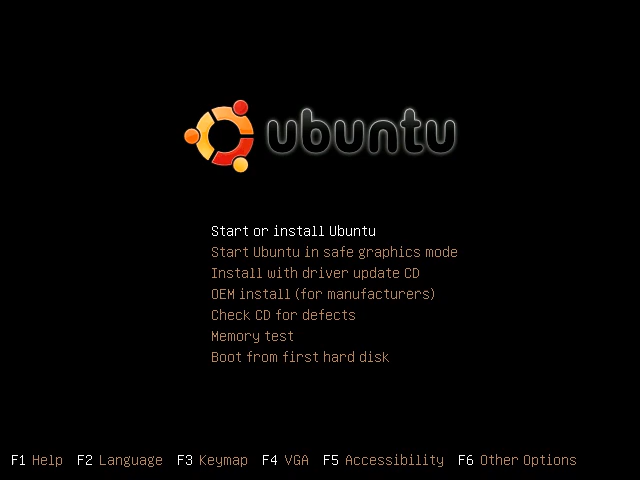 ubuntu
Start or install Ubuntu
Start Ubuntu in safe graphics mode
Install with driver update CD
OEM install (for manufacturers)
Check CD for defects
Memory test
Boot from first hard disk
F1 Help F2 Language F3 Keymap F4 VGA F5 Accessibility F6 Other Options